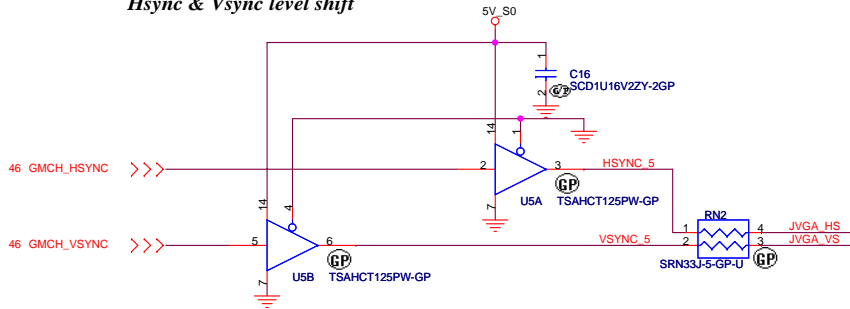 Hsync & Vsync level shift
5V_S0
1
C16
2
GP
SCD1U16V2ZY-2GP
14
1
46 GMCH_HSYNC
2
3
HSYNC_5
GP
7
U5A
TSAHCT125PW-GP
14
4
RN2
1
4
JVGA_HS
46 GMCH_VSYNC
5
6
VSYNC_5
2
3
JVGA_VS
GP
GP
SRN33J-5-GP-U
7
U5B
TSAHCT125PW-GP